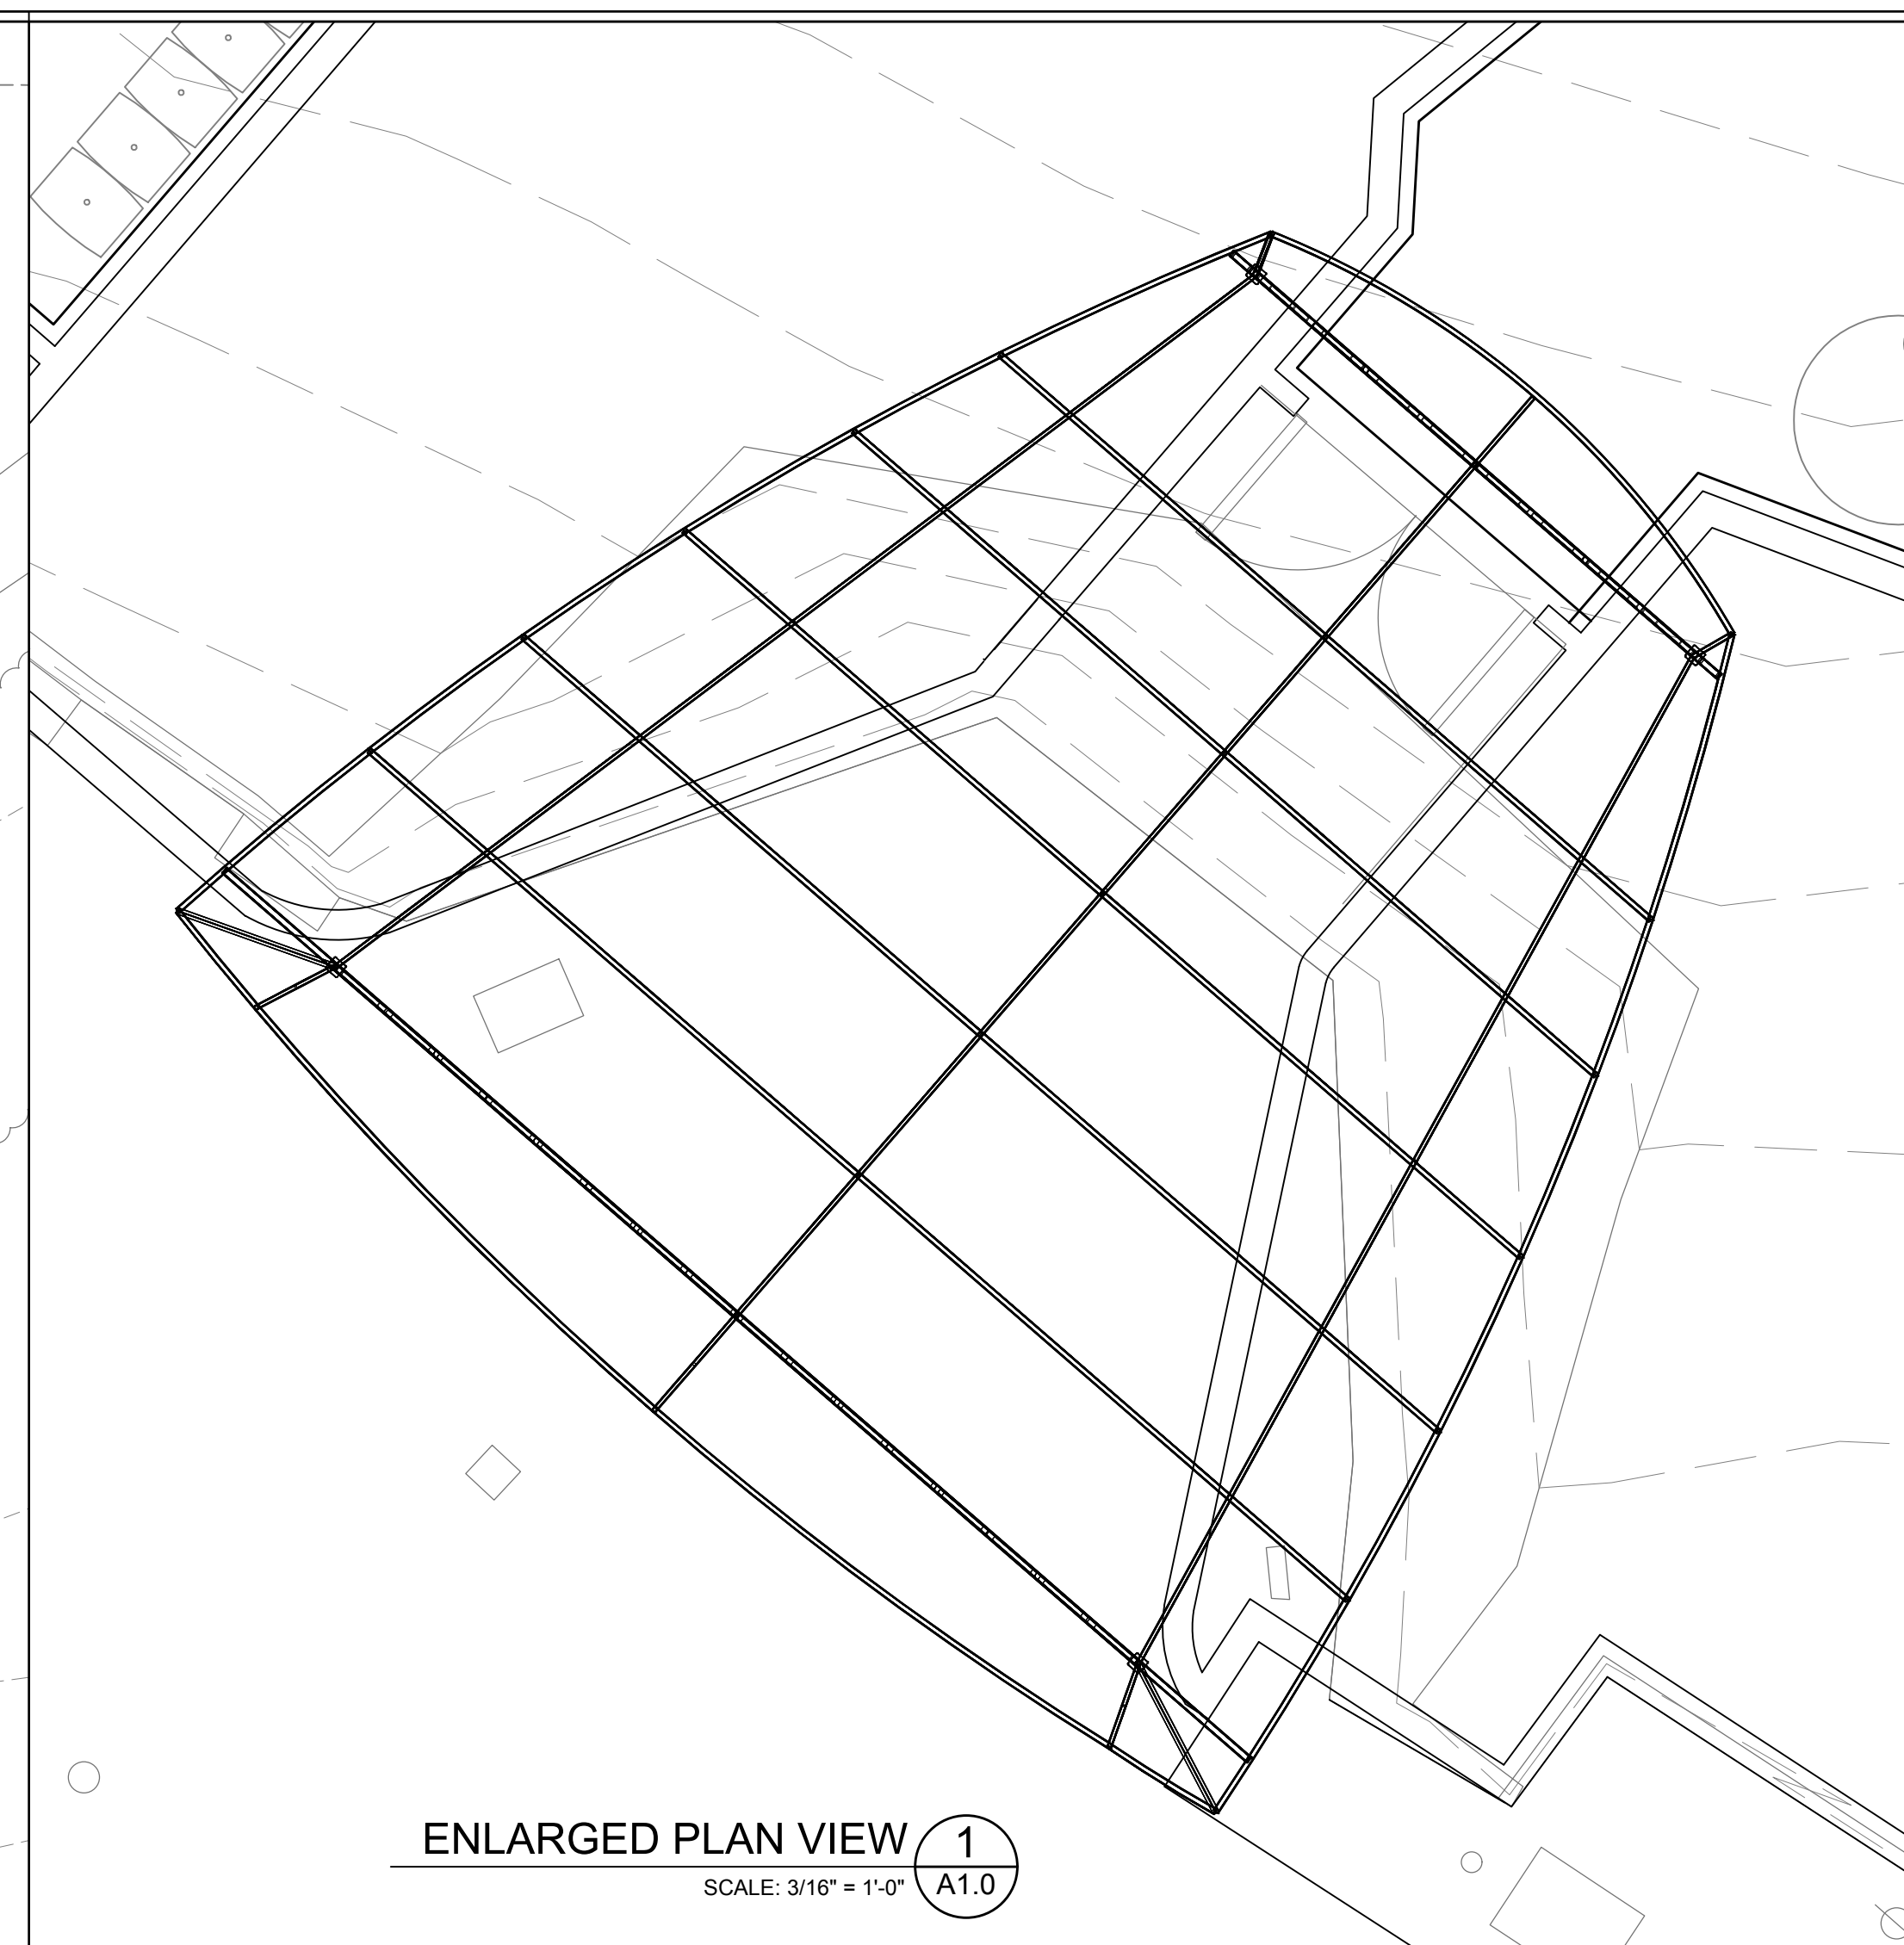 ENLARGED PLAN VIEW
1
SCALE: 3/16" = 1'-0"
A1.0